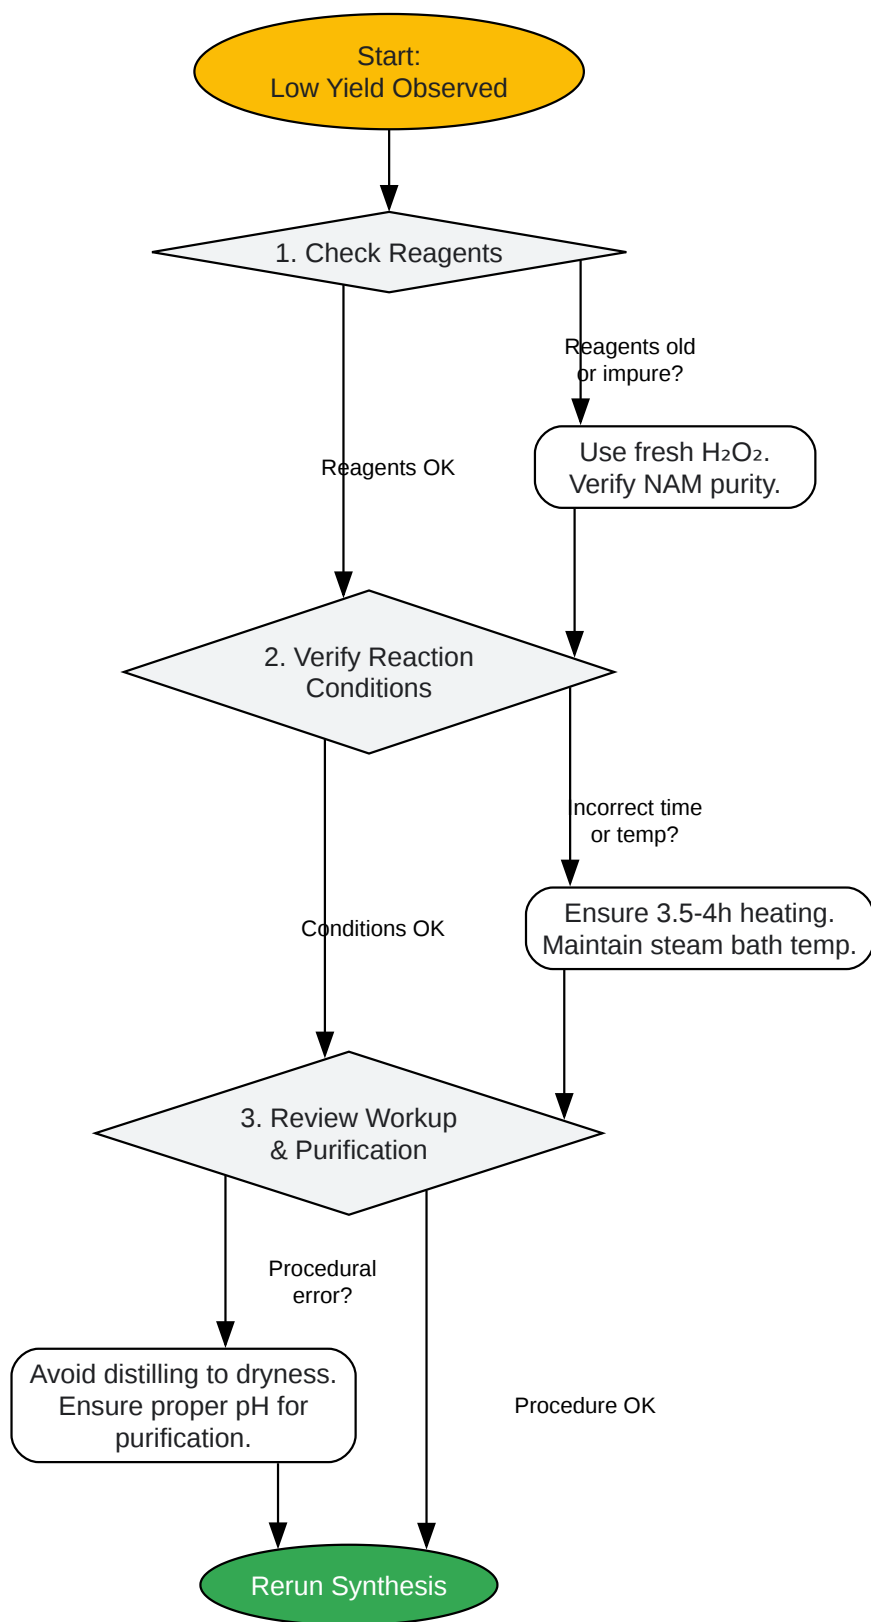 Start:
Low Yield Observed
1. Check Reagents
Reagents old
or impure?
Reagents OK
Use fresh H₂O₂.
Verify NAM purity.
2. Verify Reaction
Conditions
Incorrect time
or temp?
Conditions OK
Ensure 3.5-4h heating.
Maintain steam bath temp.
3. Review Workup
& Purification
Procedural
error?
Avoid distilling to dryness.
Ensure proper pH for
purification.
Procedure OK
Rerun Synthesis